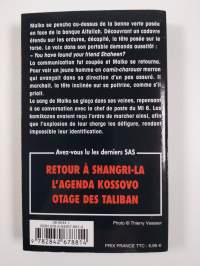 Malko se pencha au-dessus de la benne verte posée
en face de la banque Alfallah. Découvrant un cadavre
étendu sur les ordures, décapité, la tête posée sur le
torse. La voix dans son portable demanda aussitôt :
– You have found your friend Shaheen?
La communication fut coupée et Malko se retourna.
Pour voir un jeune homme en camiz-charouar marron
qui avançait dans sa direction d'un pas assuré. Il
marchait, la tête inclinée sur sa poitrine, comme s'il
priait.
Le sang de Malko se glaça dans ses veines, repensant
à sa conversation avec le chef de poste du MI 6. Les
kamikazes avaient reçu l'ordre de marcher ainsi, afin
que l'explosion de leur charge les défigure, rendant
impossible leur identification.
Avez-vous lu les derniers SAS
RETOUR À SHANGRI-LA
L'AGENDA KOSSOVO
OTAGE DES TALIBAN
Photo © Thierry Vasseur
9 782842 678814
PRIX FRANCE TTC : 6,95 €